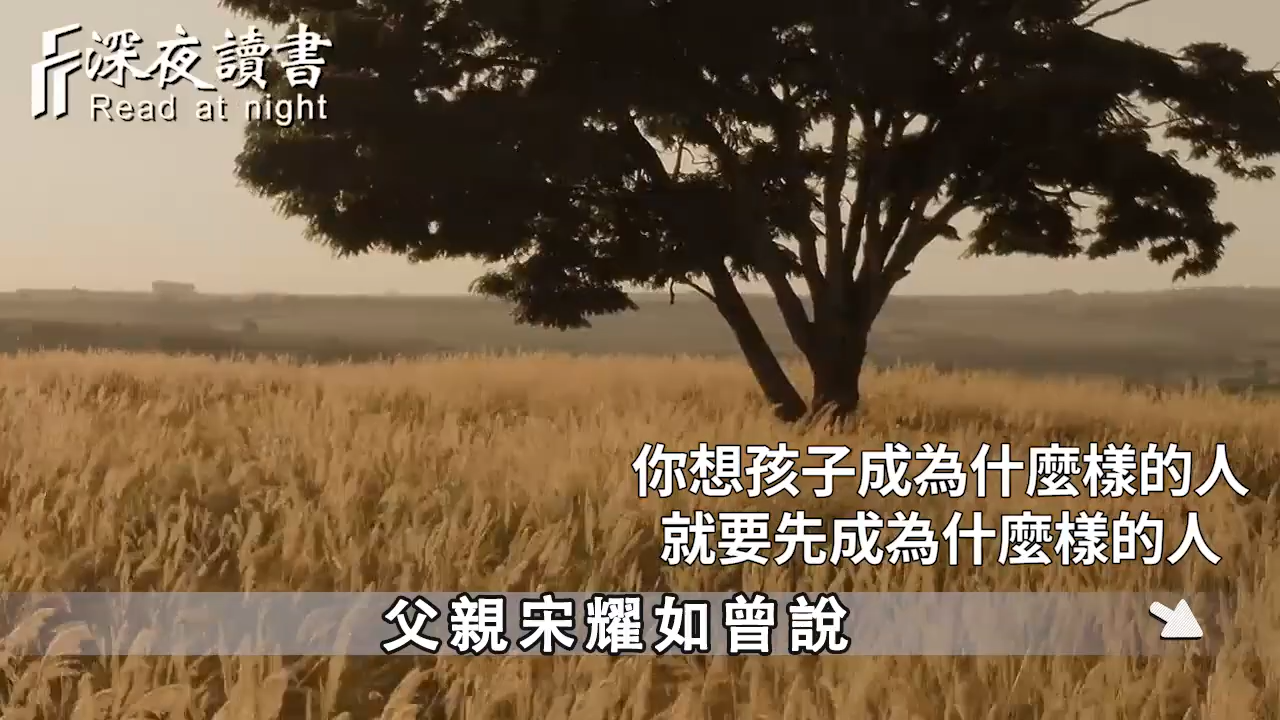 深夜讀書
Read at night
你想孩子成為什麼樣的人
就要先成為什麼樣的人
父親宋耀如曾說